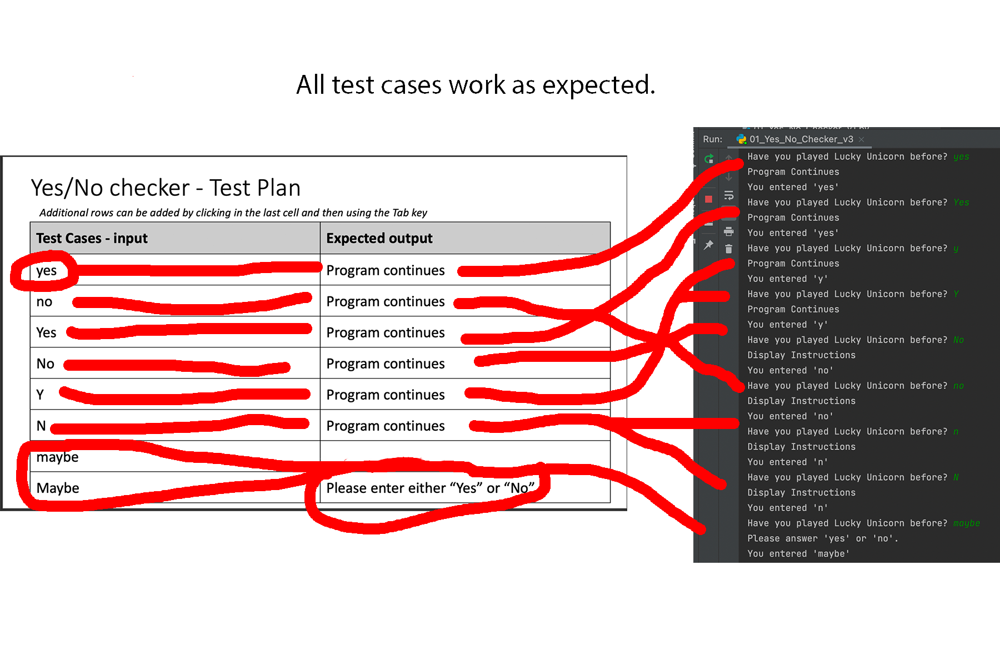 All test cases work as expected.
Yes/No checker - Test Plan
Additional rows can be added by clicking in the last cell and then using the Tab key
Test Cases - input Expected output
yes Program continues
no Program continues
Yes Program continues
No Program continues
Y Program continues
N Program continues
maybe
Maybe Please enter either “Yes” or “No”
Run: 01_Yes_No_Checker_v3
Have you played Lucky Unicorn before? yes
Program Continues
You entered 'yes'
Have you played Lucky Unicorn before? Yes
Program Continues
You entered 'yes'
Have you played Lucky Unicorn before? y
Program Continues
You entered 'y'
Have you played Lucky Unicorn before? Y
Program Continues
You entered 'y'
Have you played Lucky Unicorn before? No
Display Instructions
You entered 'no'
Have you played Lucky Unicorn before? no
Display Instructions
You entered 'no'
Have you played Lucky Unicorn before? n
Display Instructions
You entered 'n'
Have you played Lucky Unicorn before? N
Display Instructions
You entered 'n'
Have you played Lucky Unicorn before? maybe
Please answer 'yes' or 'no'.
You entered 'maybe'